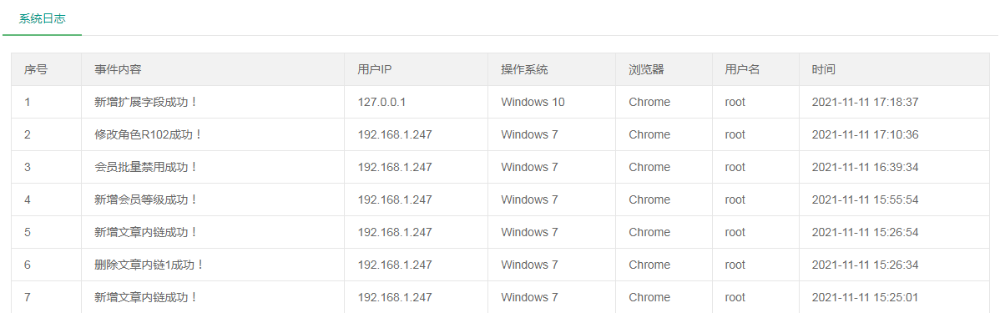 系统日志
序号 事件内容 用户IP 操作系统 浏览器 用户名 时间
1 新增扩展字段成功！ 127.0.0.1 Windows 10 Chrome root 2021-11-11 17:18:37
2 修改角色R102成功！ 192.168.1.247 Windows 7 Chrome root 2021-11-11 17:10:36
3 会员批量禁用成功！ 192.168.1.247 Windows 7 Chrome root 2021-11-11 16:39:34
4 新增会员等级成功！ 192.168.1.247 Windows 7 Chrome root 2021-11-11 15:55:54
5 新增文章内链成功！ 192.168.1.247 Windows 7 Chrome root 2021-11-11 15:26:54
6 删除文章内链1成功！ 192.168.1.247 Windows 7 Chrome root 2021-11-11 15:26:34
7 新增文章内链成功！ 192.168.1.247 Windows 7 Chrome root 2021-11-11 15:25:01